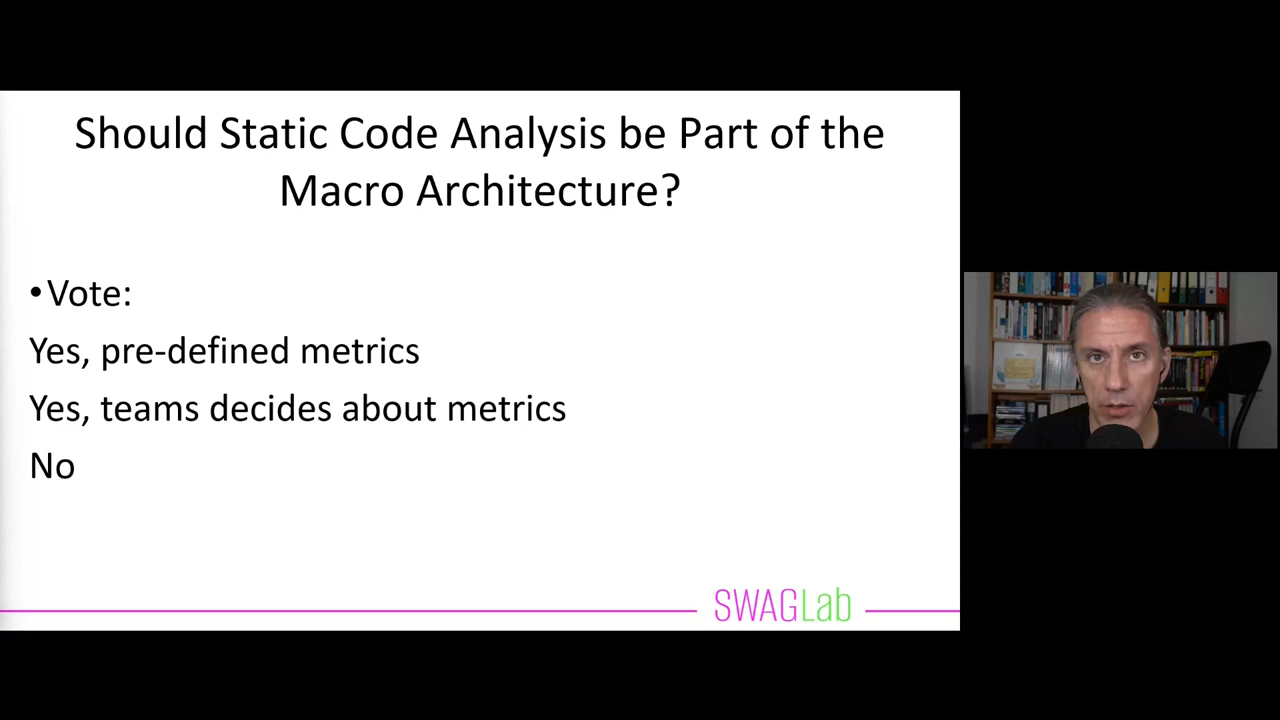 Should Static Code Analysis be Part of the
Macro Architecture?
•Vote:
Yes, pre-defined metrics
Yes, teams decides about metrics
No
SWAGLab